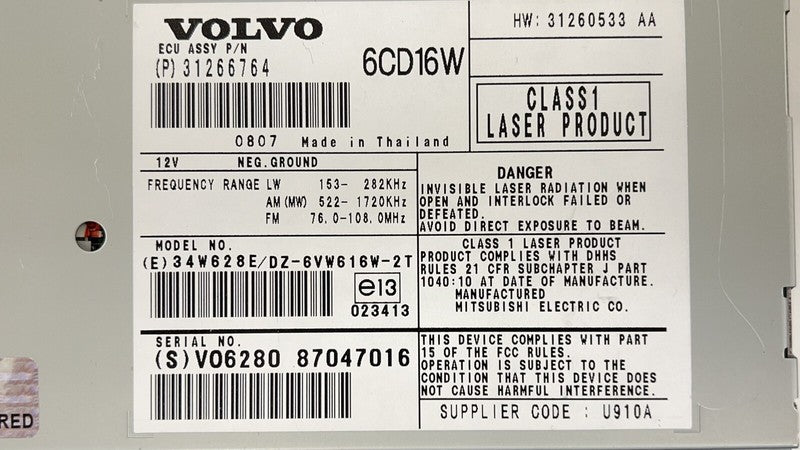 VOLVO
ECU ASSY P/N
(P) 31266764
6CD16W
HW: 31260533 AA
CLASS1
LASER PRODUCT
0807 Made in Thailand
12V NEG.GROUND
FREQUENCY RANGE LW 153- 282KHz
AM(MW) 522- 1720KHz
FM 76.0-108.0MHz
DANGER
INVISIBLE LASER RADIATION WHEN
OPEN AND INTERLOCK FAILED OR
DEFEATED.
AVOID DIRECT EXPOSURE TO BEAM.
MODEL NO.
(E)34W628E/DZ-6VW616W-2T
e13
023413
CLASS 1 LASER PRODUCT
PRODUCT COMPLIES WITH DHHS
RULES 21 CFR SUBCHAPTER J PART
1040:10 AT DATE OF MANUFACTURE.
MANUFACTURED
MITSUBISHI ELECTRIC CO.
SERIAL NO.
(S)V06280 87047016
THIS DEVICE COMPLIES WITH PART
15 OF THE FCC RULES.
OPERATION IS SUBJECT TO THE
CONDITION THAT THIS DEVICE DOES
NOT CAUSE HARMFUL INTERFERENCE.
SUPPLIER CODE : U910A
RED